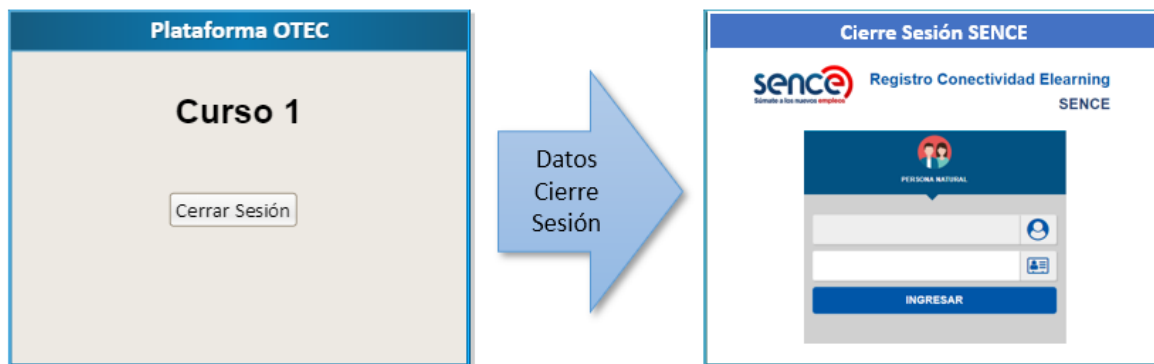 Plataforma OTEC
Curso 1
Cerrar Sesión
Datos
Cierre
Sesión
Cierre Sesión SENCE
sence
Súmate a los nuevos empleos
Registro Conectividad Elearning
SENCE
PERSONA NATURAL
INGRESAR